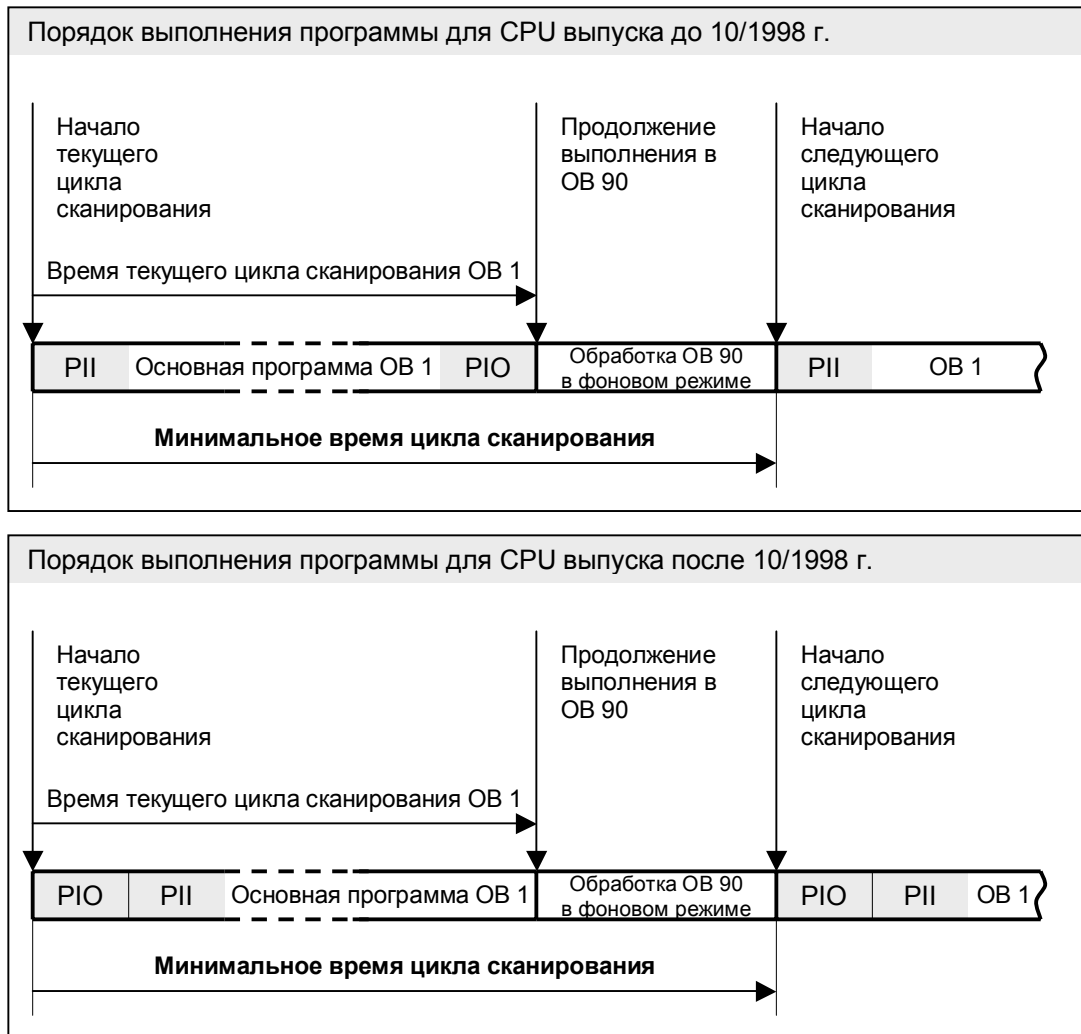 Порядок выполнения программы для CPU выпуска до 10/1998 г.
Начало
текущего
цикла
сканирования
Продолжение
выполнения в
OB 90
Начало
следующего
цикла
сканирования
Время текущего цикла сканирования OB 1
PII
Основная программа OB 1
PIO
Обработка OB 90
в фоновом режиме
PII
OB 1
Минимальное время цикла сканирования
Порядок выполнения программы для CPU выпуска после 10/1998 г.
Начало
текущего
цикла
сканирования
Продолжение
выполнения в
OB 90
Начало
следующего
цикла
сканирования
Время текущего цикла сканирования OB 1
PIO
PII
Основная программа OB 1
Обработка OB 90
в фоновом режиме
PIO
PII
OB 1
Минимальное время цикла сканирования